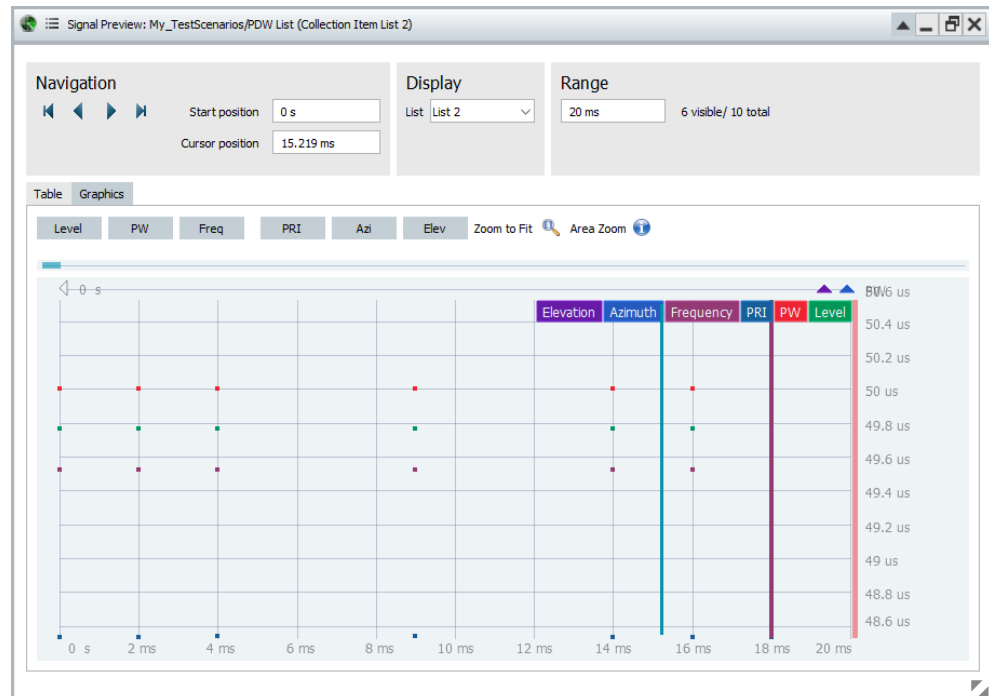 Signal Preview: My_TestScenarios/PDW List (Collection Item List 2)
Navigation
Start position 0 s
Cursor position 15.219 ms
Display
List List 2
Range
20 ms 6 visible/ 10 total
Table Graphics
Level PW Freq PRI Azi Elev Zoom to Fit Area Zoom
0 s
Elevation Azimuth Frequency PRI PW Level
50.4 us
50.2 us
50 us
49.8 us
49.6 us
49.4 us
49.2 us
49 us
48.8 us
48.6 us
0 s 2 ms 4 ms 6 ms 8 ms 10 ms 12 ms 14 ms 16 ms 18 ms 20 ms